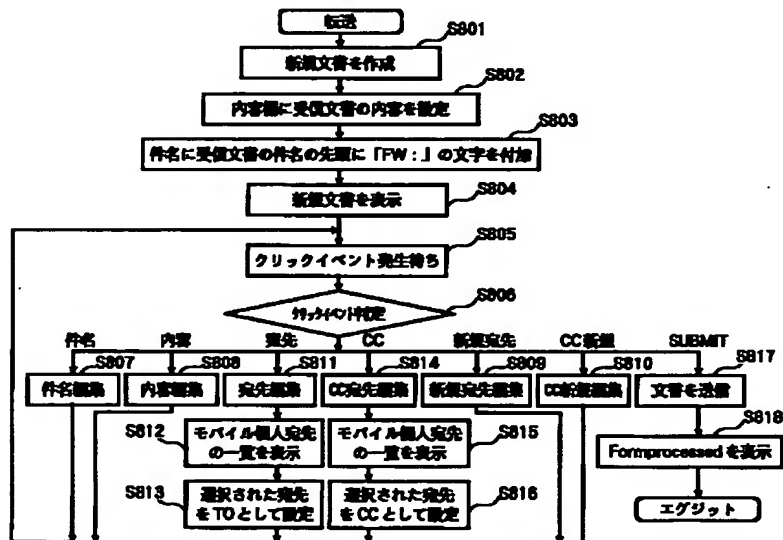 転送
S801
新規文書を作成
S802
内容欄に受信文書の内容を設定
S803
件名に受信文書の件名の先頭に「FW:」の文字を付加
S804
新規文書を表示
S805
クリックイベント発生待ち
S806
クリックイベント判定
件名 内容 宛先 CC 新規宛先 CC新規 SUBMIT
S807 S808 S811 S814 S809 S810 S817
件名編集 内容編集 宛先編集 CC宛先編集 新規宛先編集 CC新規編集 文書を送信
S812 モバイル個人宛先
の一覧を表示
モバイル個人宛先 S815
の一覧を表示
S818
Formprocessedを表示
S813 選択された宛先
をTOとして設定
選択された宛先 S816
をCCとして設定
エグジット